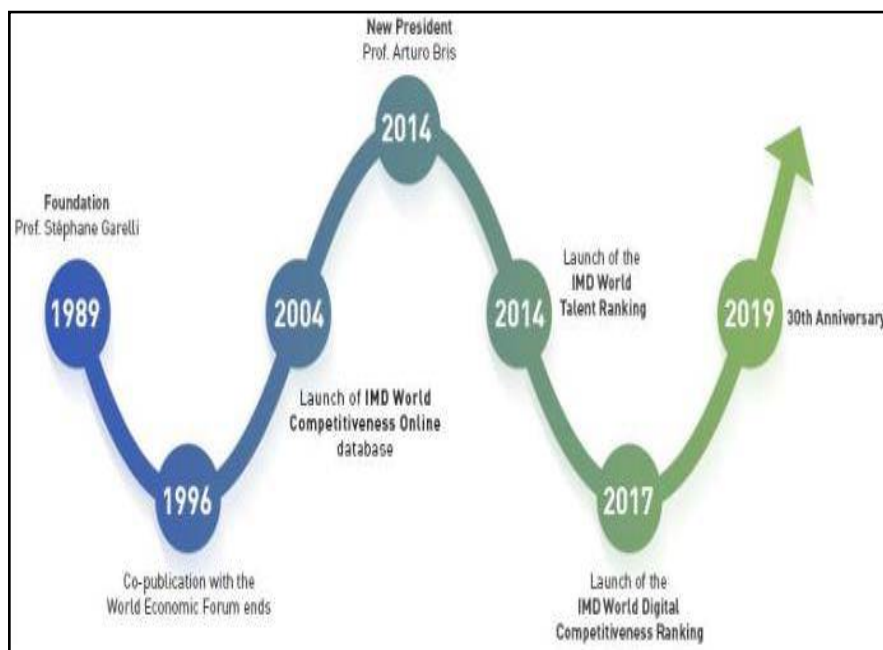 Foundation
Prof. Stéphane Garelli
1989
1996
Co-publication with the
World Economic Forum ends
2004
Launch of IMD World
Competitiveness Online
database
New President
Prof. Arturo Bris
2014
2014
Launch of the
IMD World
Talent Ranking
2017
Launch of the
IMD World Digital
Competitiveness Ranking
2019
30th Anniversary